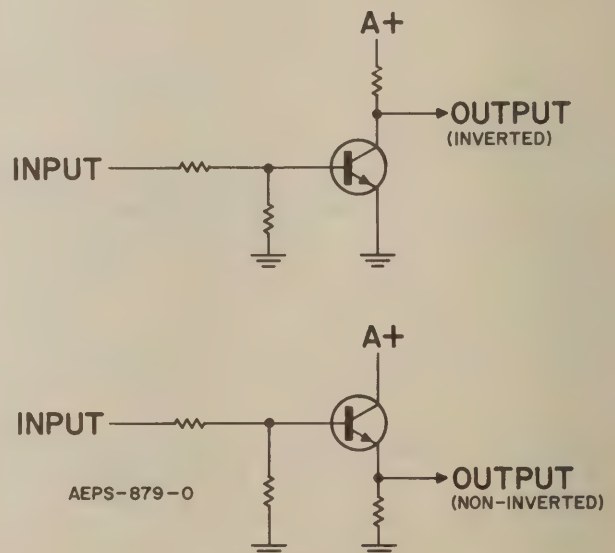 A+
OUTPUT
(INVERTED)
INPUT
A+
INPUT
OUTPUT
(NON-INVERTED)
AEPS-879-0